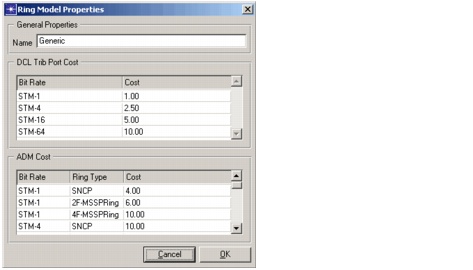 Ring Model Properties
General Properties
Name Generic
DCL Trib Port Cost
Bit Rate Cost
STM-1 1.00
STM-4 2.50
STM-16 5.00
STM-64 10.00
ADM Cost
Bit Rate Ring Type Cost
STM-1 SNCP 4.00
STM-1 2F-MSSPRing 6.00
STM-1 4F-MSSPRing 10.00
STM-4 SNCP 10.00
Cancel OK